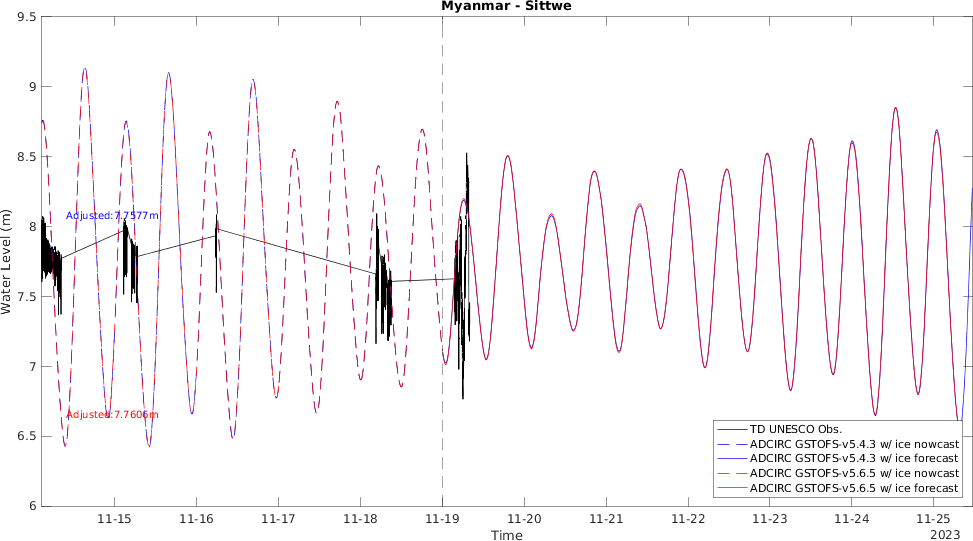 Myanmar - Sittwe
9.5
9
8.5
8
7.5
7
6.5
6
Water Level (m)
Adjusted:7.7577m
Adjusted:7.7606m
TD UNESCO Obs.
ADCIRC GSTOFS-v5.4.3 w/ ice nowcast
ADCIRC GSTOFS-v5.4.3 w/ ice forecast
ADCIRC GSTOFS-v5.6.5 w/ ice nowcast
ADCIRC GSTOFS-v5.6.5 w/ ice forecast
11-15 11-16 11-17 11-18 11-19 11-20 11-21 11-22 11-23 11-24 11-25
2023
Time